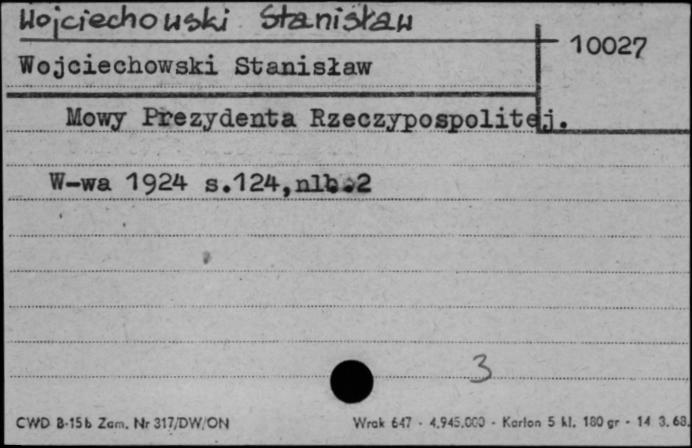 Wojciechowski Stanisław
10027
Wojciechowski Stanisław
Mowy Prezydenta Rzeczypospolitej.
W-wa 1924 s.124,nlb.2
3
CWD B-15b Zam. Nr 317/DW/ON
Wrak 647 - 4.945.000 - Karton 5 kl. 180 gr - 14. 3. 68.